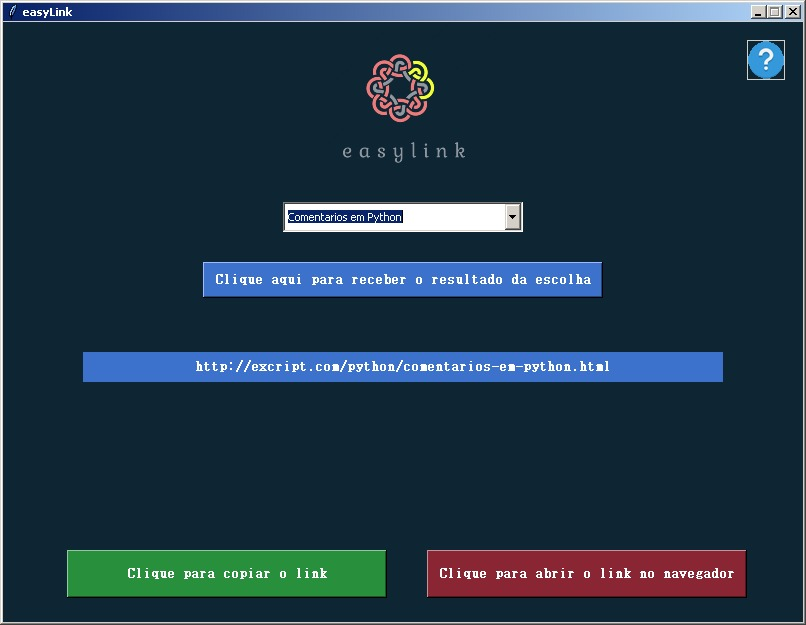 easyLink
?
easylink
Comentarios em Python
Clique aqui para receber o resultado da escolha
http://excript.com/python/comentarios-em-python.html
Clique para copiar o link
Clique para abrir o link no navegador